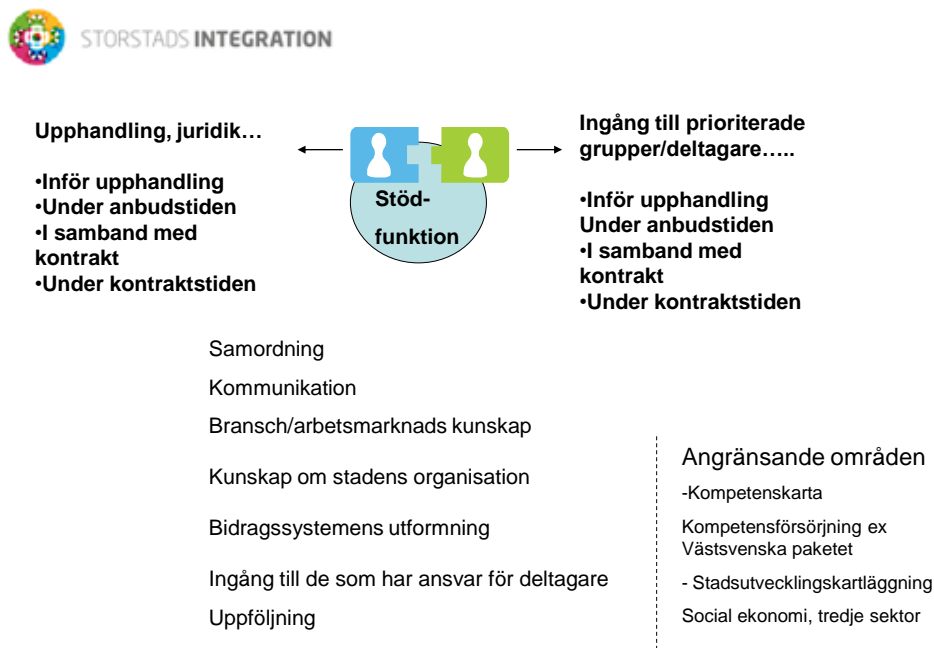 STORSTADS INTEGRATION
Upphandling, juridik…
•Inför upphandling
•Under anbudstiden
•I samband med
kontrakt
•Under kontraktstiden
Stöd-
funktion
Ingång till prioriterade
grupper/deltagare…..
•Inför upphandling
Under anbudstiden
•I samband med
kontrakt
•Under kontraktstiden
Samordning
Kommunikation
Bransch/arbetsmarknads kunskap
Kunskap om stadens organisation
Bidragssystemens utformning
Ingång till de som har ansvar för deltagare
Uppföljning
Angränsande områden
-Kompetenskarta
Kompetensförsörjning ex
Västsvenska paketet
- Stadsutvecklingskartläggning
Social ekonomi, tredje sektor